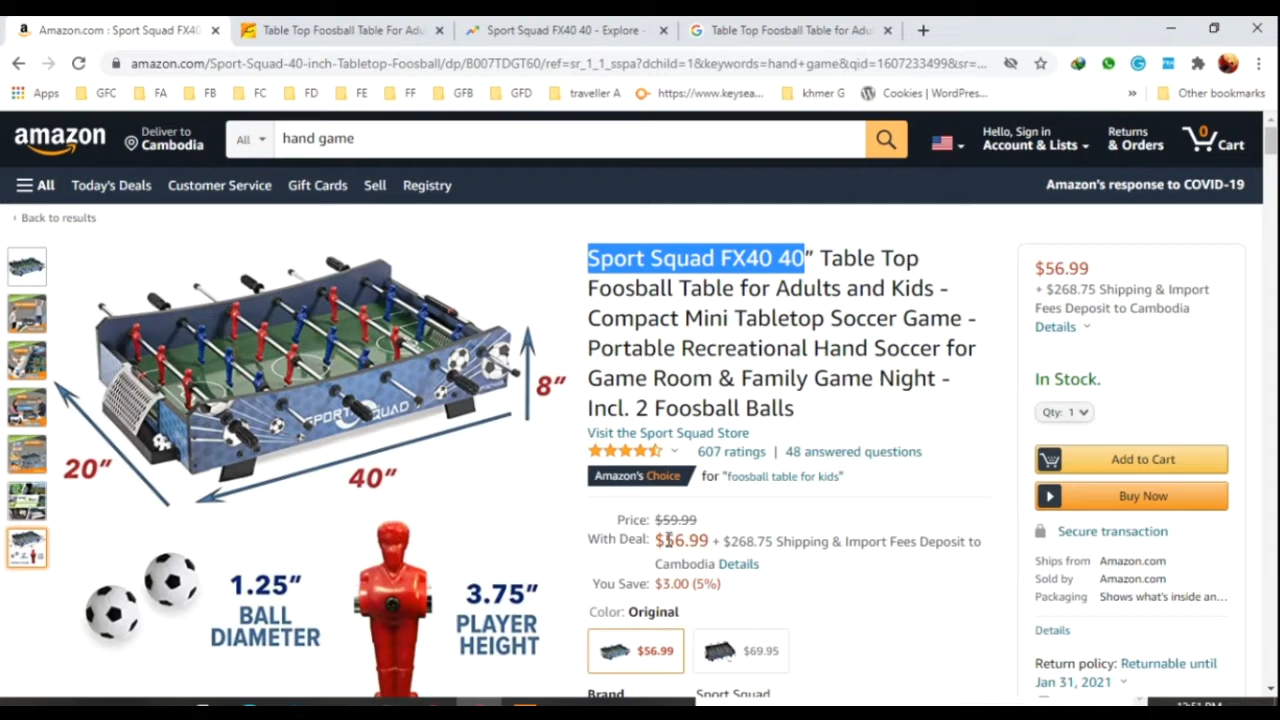 Amazon.com : Sport Squad FX40
Table Top Foosball Table For Adu
Sport Squad FX40 40 - Explore -
Table Top Foosball Table for Adul
amazon.com/Sport-Squad-40-inch-Tabletop-Foosball/dp/B007TDGT60/ref=sr_1_1_sspa?dchild=1&keywords=hand+game&qid=16072334998&sr=...
Apps
GFC
FA
FB
FC
FD
FE
FF
GFB
GFD
traveller A
https://www.keysea...
khmer G
Cookies | WordPres...
»
Other bookmarks
amazon
Deliver to
Cambodia
All
hand game
Hello, Sign in
Account & Lists
Returns
& Orders
0
Cart
All
Today's Deals
Customer Service
Gift Cards
Sell
Registry
Amazon's response to COVID-19
‹ Back to results
Sport Squad FX40 40" Table Top
Foosball Table for Adults and Kids -
Compact Mini Tabletop Soccer Game -
Portable Recreational Hand Soccer for
Game Room & Family Game Night -
Incl. 2 Foosball Balls
Visit the Sport Squad Store
607 ratings | 48 answered questions
Amazon's Choice for "foosball table for kids"
Price: $59.99
With Deal: $56.99 + $268.75 Shipping & Import Fees Deposit to
Cambodia Details
You Save: $3.00 (5%)
Color: Original
$56.99
$69.95
Brand
Sport Squad
SPORT SQUAD
8"
20"
40"
1.25"
BALL
DIAMETER
3.75"
PLAYER
HEIGHT
$56.99
+ $268.75 Shipping & Import
Fees Deposit to Cambodia
Details
In Stock.
Qty: 1
Add to Cart
Buy Now
Secure transaction
Ships from Amazon.com
Sold by Amazon.com
Packaging Shows what's inside an...
Details
Return policy: Returnable until
Jan 31, 2021
12:51 PM